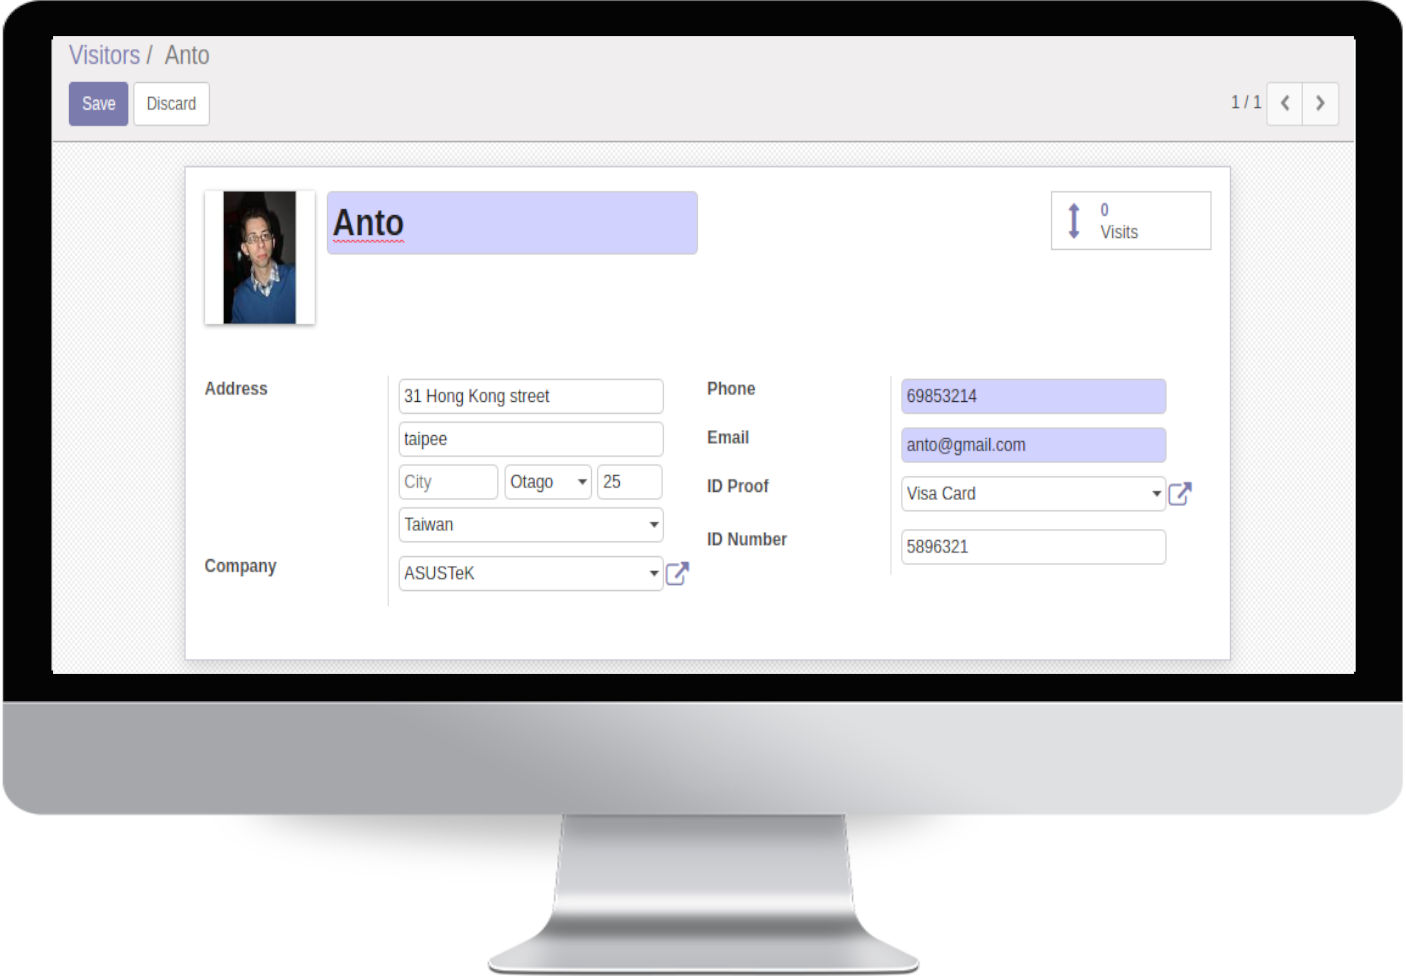 Visitors / Anto
Save Discard 1 / 1
Anto
0
Visits
Address
31 Hong Kong street
taipee
City Otago 25
Taiwan
Company
ASUSTeK
Phone
69853214
Email
anto@gmail.com
ID Proof
Visa Card
ID Number
5896321